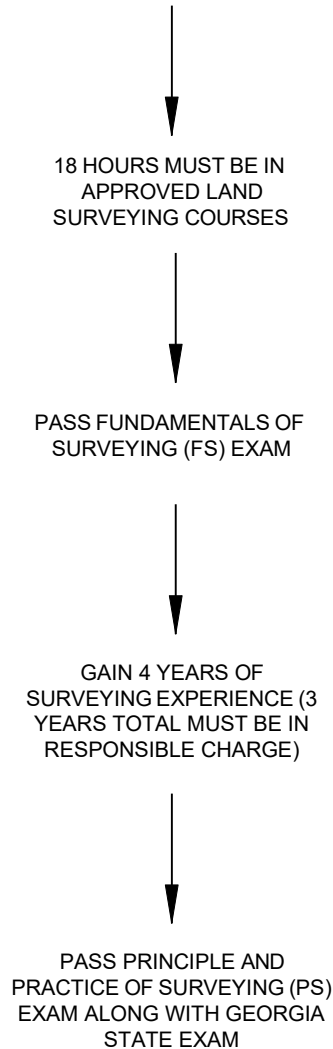 18 HOURS MUST BE IN
APPROVED LAND
SURVEYING COURSES
PASS FUNDAMENTALS OF
SURVEYING (FS) EXAM
GAIN 4 YEARS OF
SURVEYING EXPERIENCE (3
YEARS TOTAL MUST BE IN
RESPONSIBLE CHARGE)
PASS PRINCIPLE AND
PRACTICE OF SURVEYING (PS)
EXAM ALONG WITH GEORGIA
STATE EXAM